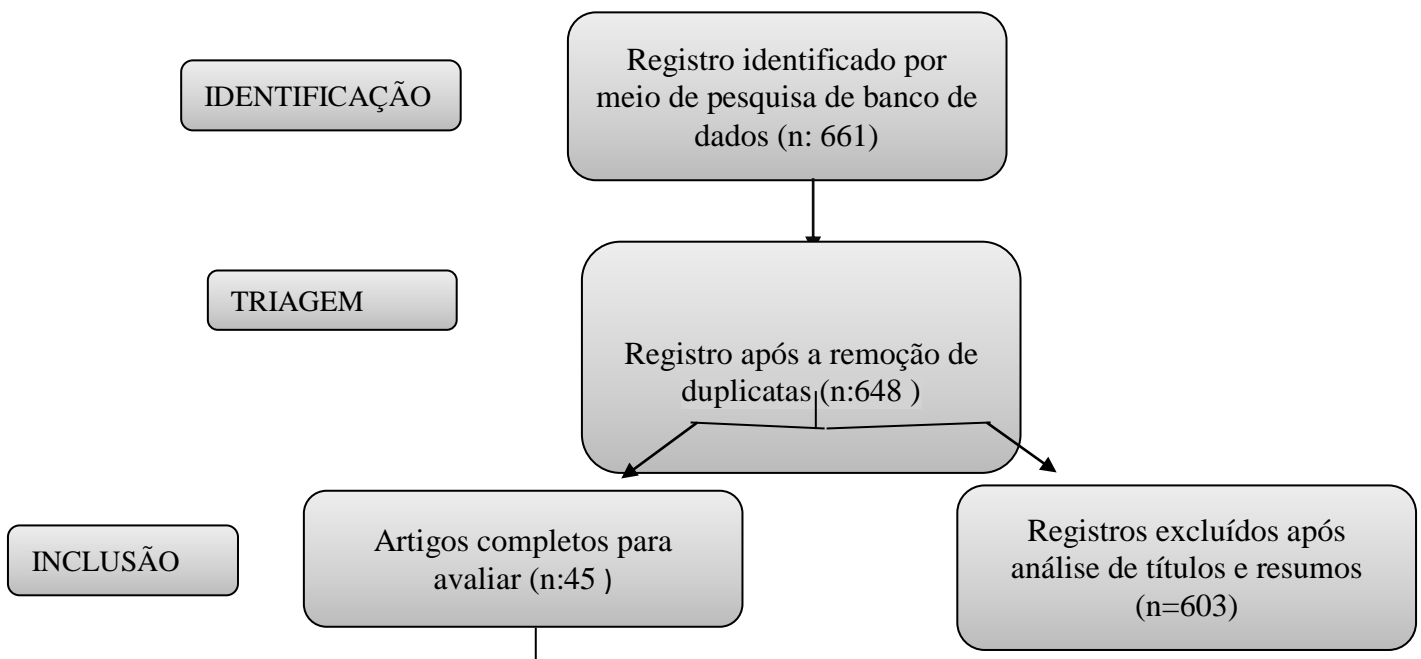 IDENTIFICAÇÃO
Registro identificado por
meio de pesquisa de banco de
dados (n: 661)
TRIAGEM
Registro após a remoção de
duplicatas (n:648 )
INCLUSÃO
Artigos completos para
avaliar (n:45 )
Registros excluídos após
análise de títulos e resumos
(n=603)